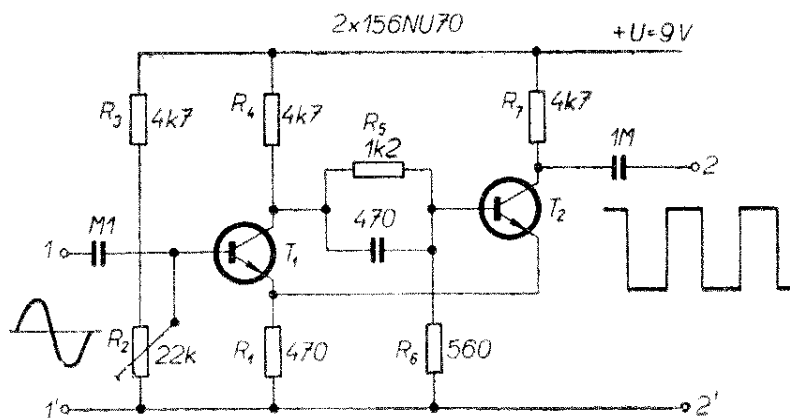 2x156NU70
+U=9V
R3
4k7
R4
4k7
R5
1k2
R7
4k7
1M
2
M1
1
T1
470
T2
R2
22k
R1
470
R6
560
1'
2'